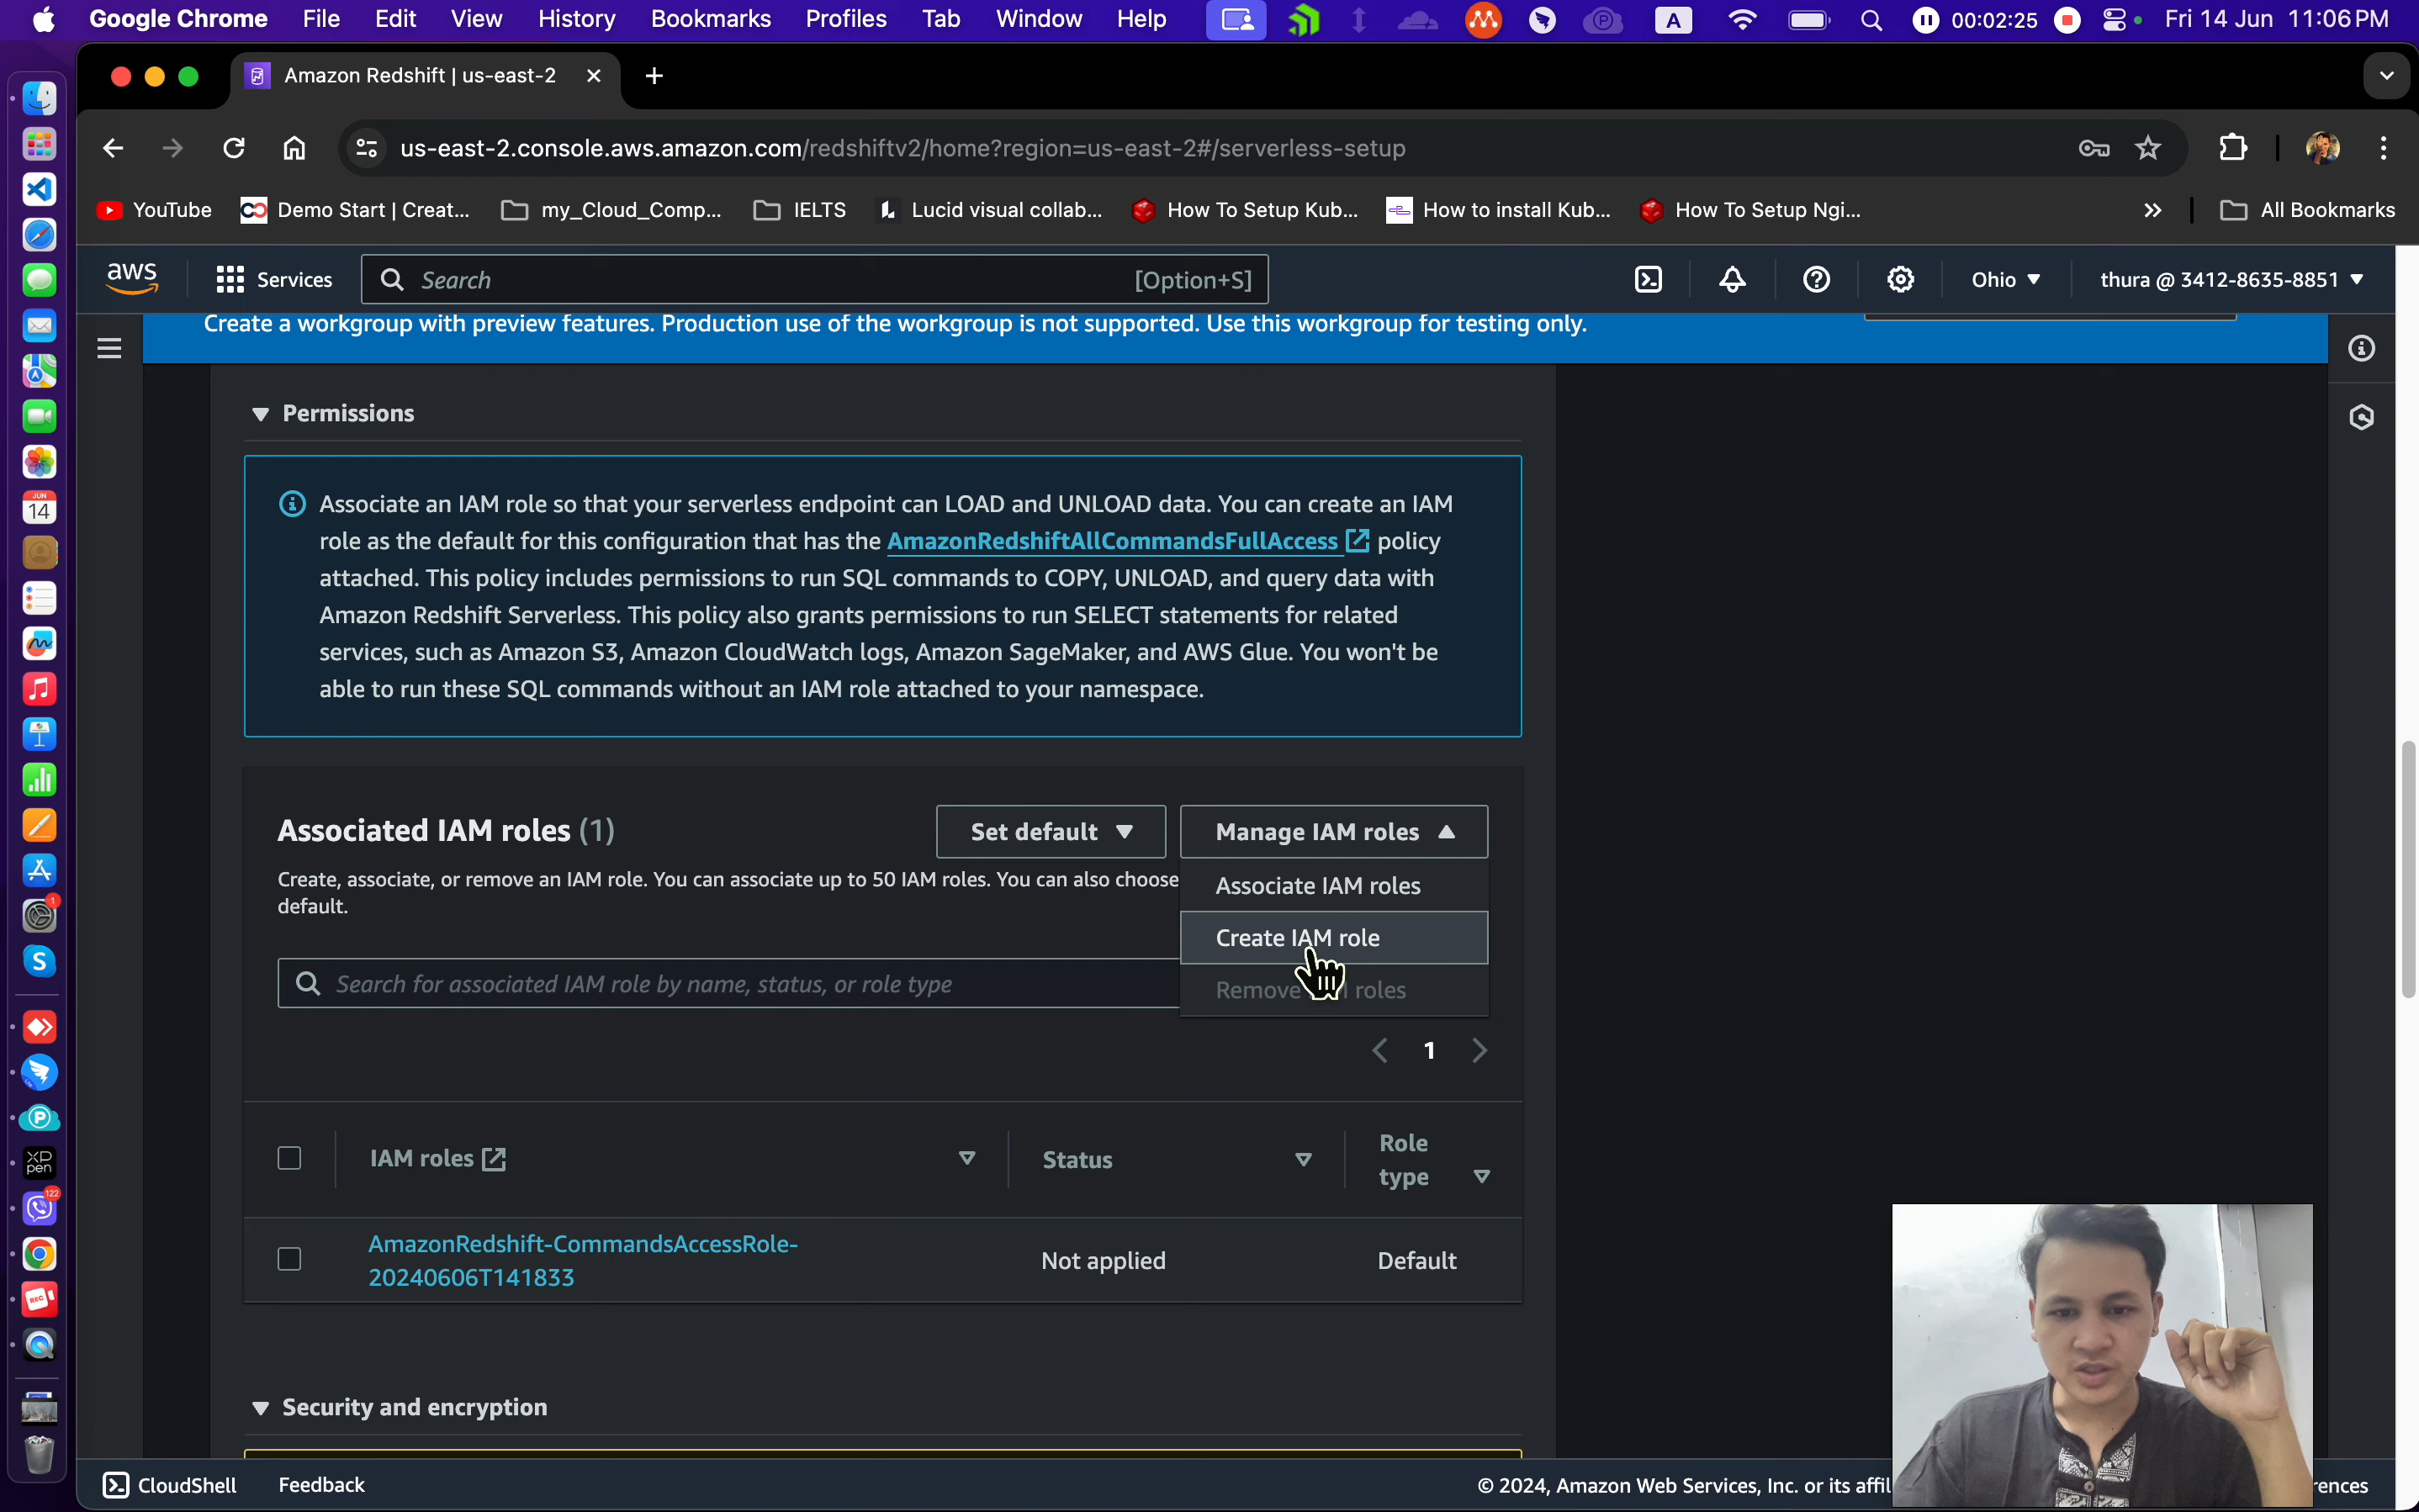 Google Chrome File Edit View History Bookmarks Profiles Tab Window Help A 00:02:25 Fri 14 Jun 11:06 PM
Amazon Redshift | us-east-2
us-east-2.console.aws.amazon.com/redshiftv2/home?region=us-east-2#/serverless-setup
YouTube Demo Start | Creat... my_Cloud_Comp... IELTS Lucid visual collab... How To Setup Kub... How to install Kub... How To Setup Ngi... All Bookmarks
aws Services Search [Option+S] Ohio thura @ 3412-8635-8851
Create a workgroup with preview features. Production use of the workgroup is not supported. Use this workgroup for testing only.
Permissions
Associate an IAM role so that your serverless endpoint can LOAD and UNLOAD data. You can create an IAM
role as the default for this configuration that has the AmazonRedshiftAllCommandsFullAccess policy
attached. This policy includes permissions to run SQL commands to COPY, UNLOAD, and query data with
Amazon Redshift Serverless. This policy also grants permissions to run SELECT statements for related
services, such as Amazon S3, Amazon CloudWatch logs, Amazon SageMaker, and AWS Glue. You won't be
able to run these SQL commands without an IAM role attached to your namespace.
Associated IAM roles (1) Set default Manage IAM roles
Create, associate, or remove an IAM role. You can associate up to 50 IAM roles. You can also choose
default.
Associate IAM roles
Create IAM role
Remove roles
Search for associated IAM role by name, status, or role type
1
IAM roles Status Role
type
AmazonRedshift-CommandsAccessRole-
20240606T141833 Not applied Default
Security and encryption
CloudShell Feedback © 2024, Amazon Web Services, Inc. or its affil
JUN
14
1
S
P
XP
pen
122
REC